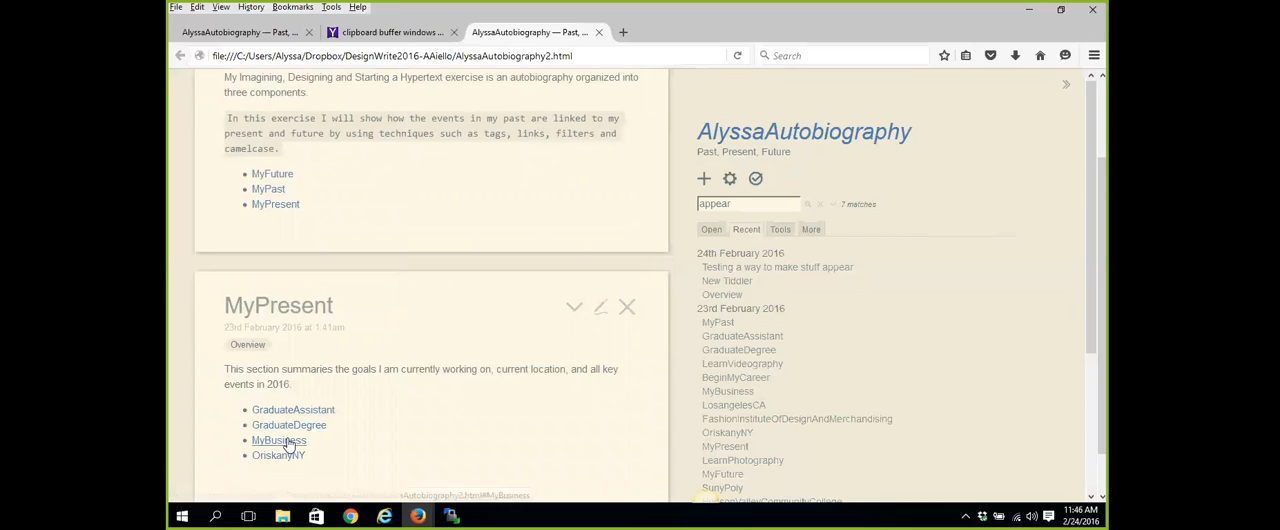 File Edit View History Bookmarks Tools Help
AlyssaAutobiography — Past, ... × clipboard buffer windows ... × AlyssaAutobiography — Past, ... × +
file:///C:/Users/Alyssa/Dropbox/DesignWrite2016-AAiello/AlyssaAutobiography2.html Search
My Imagining, Designing and Starting a Hypertext exercise is an autobiography organized into
three components.
In this exercise I will show how the events in my past are linked to my
present and future by using techniques such as tags, links, filters and
camelcase.
MyFuture
MyPast
MyPresent
MyPresent
23rd February 2016 at 1:41am
Overview
This section summaries the goals I am currently working on, current location, and all key
events in 2016.
GraduateAssistant
GraduateDegree
MyBusiness
OriskanyNY
AlyssaAutobiography
Past, Present, Future
appear 7 matches
Open Recent Tools More
24th February 2016
Testing a way to make stuff appear
New Tiddler
Overview
23rd February 2016
MyPast
GraduateAssistant
GraduateDegree
LearnVideography
BeginMyCareer
MyBusiness
LosangelesCA
FashionInstituteOfDesignAndMerchandising
OriskanyNY
MyPresent
LearnPhotography
MyFuture
SunyPoly
11:46 AM
2/24/2016